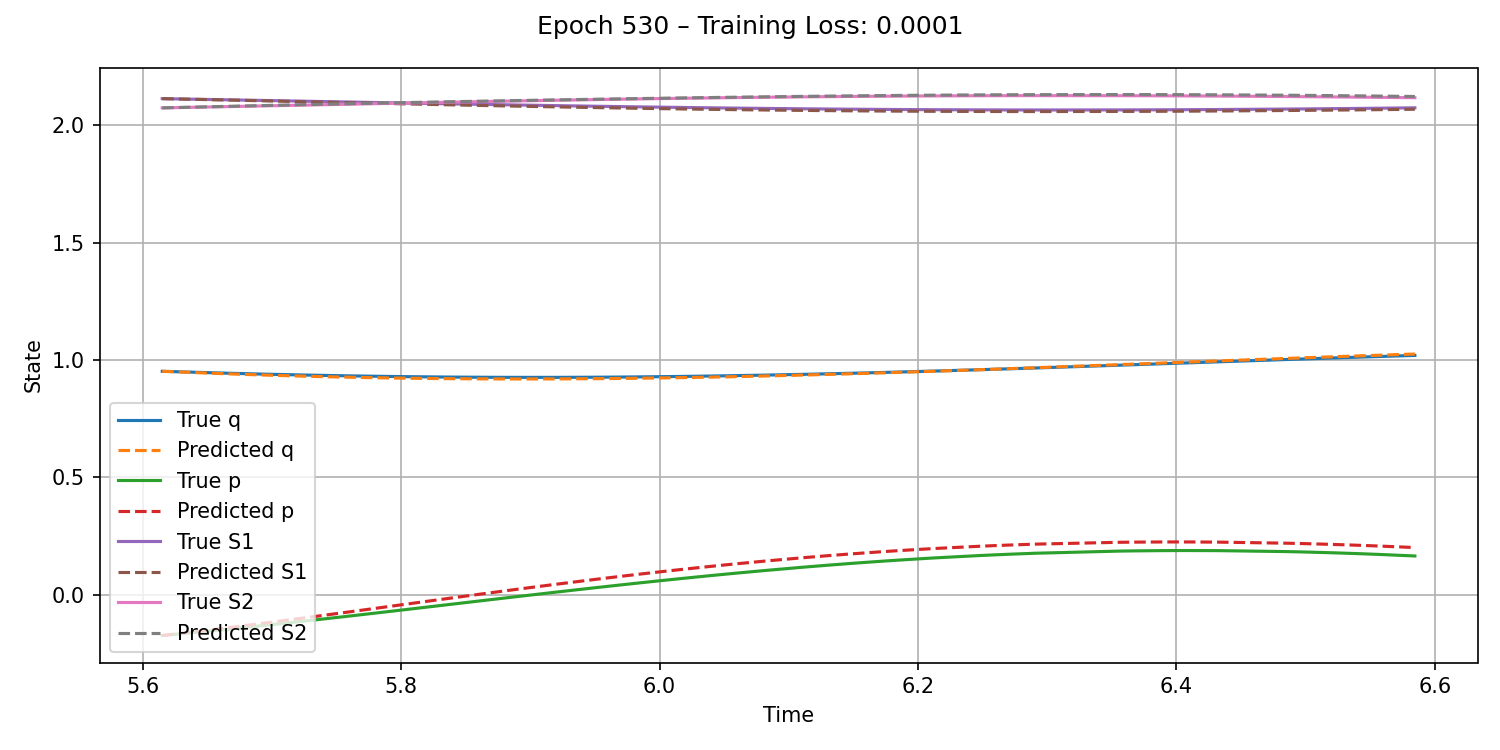 Epoch 530 – Training Loss: 0.0001
State
2.0
1.5
1.0
0.5
0.0
True q
Predicted q
True p
Predicted p
True S1
Predicted S1
True S2
Predicted S2
5.6 5.8 6.0 6.2 6.4 6.6
Time